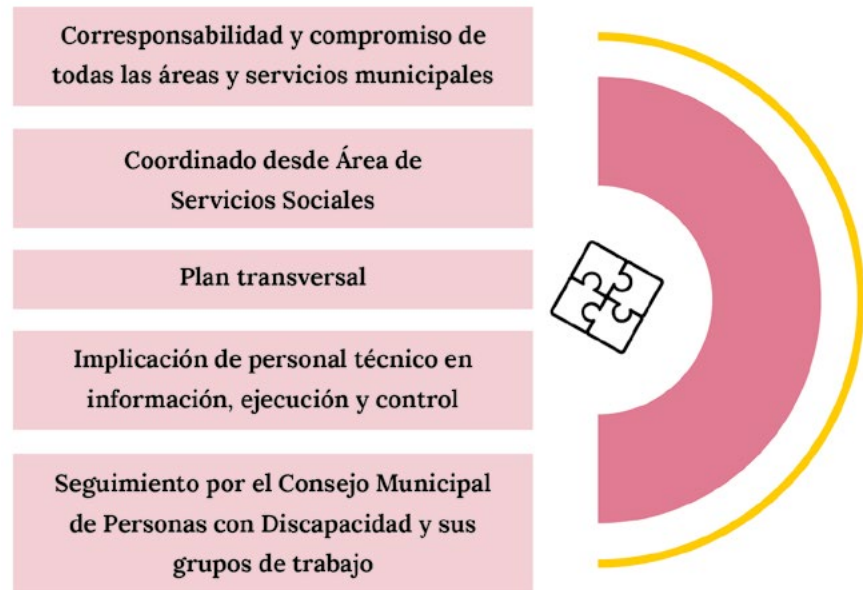 Corresponsabilidad y compromiso de
todas las áreas y servicios municipales
Coordinado desde Área de
Servicios Sociales
Plan transversal
Implicación de personal técnico en
información, ejecución y control
Seguimiento por el Consejo Municipal
de Personas con Discapacidad y sus
grupos de trabajo